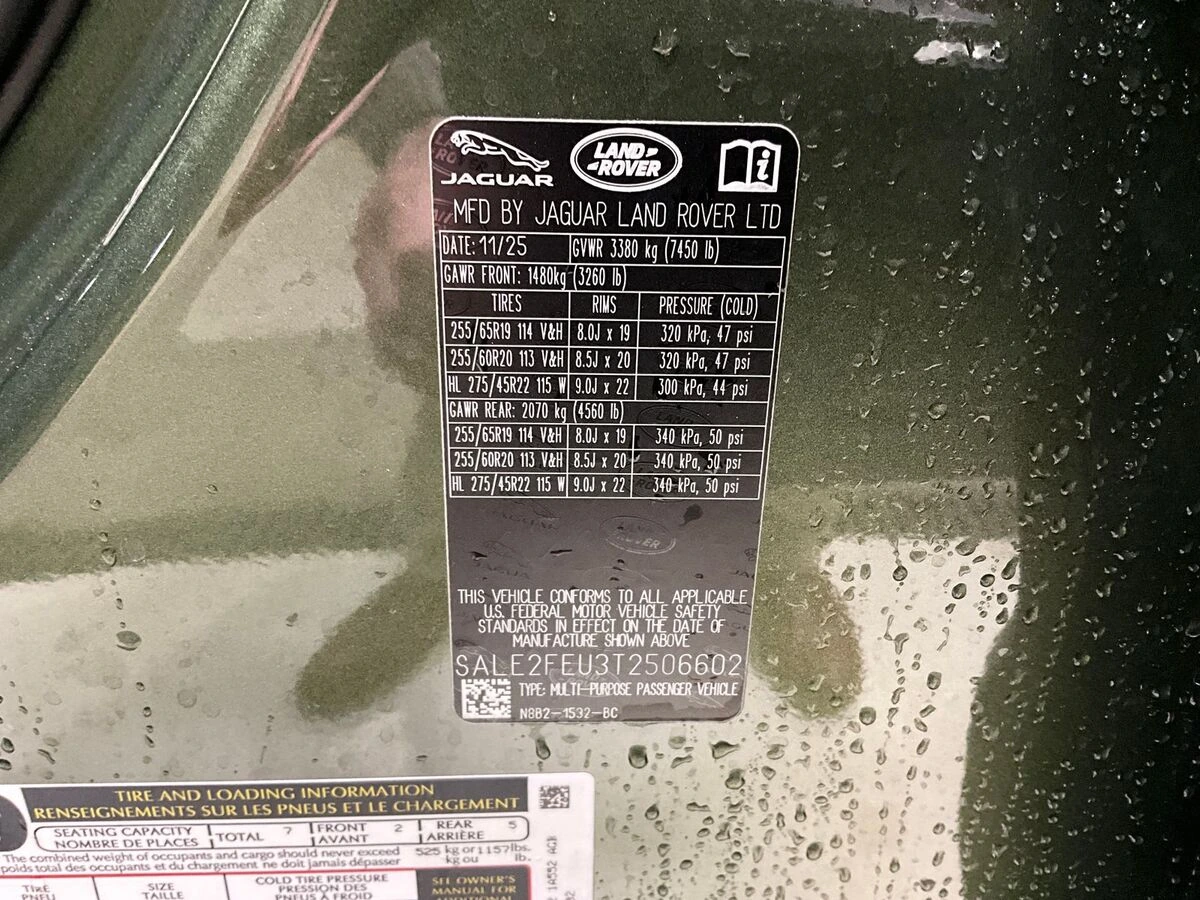 JAGUAR
LAND ROVER
i
MFD BY JAGUAR LAND ROVER LTD
DATE: 11/25 GVWR 3380 kg (7450 lb)
GAWR FRONT: 1480kg (3260 lb)
TIRES RIMS PRESSURE (COLD)
255/65R19 114 V&H 8.0J x 19 320 kPa, 47 psi
255/60R20 113 V&H 8.5J x 20 320 kPa, 47 psi
HL 275/45R22 115 W 9.0J x 22 300 kPa, 44 psi
GAWR REAR: 2070 kg (4560 lb)
255/65R19 114 V&H 8.0J x 19 340 kPa, 50 psi
255/60R20 113 V&H 8.5J x 20 340 kPa, 50 psi
HL 275/45R22 115 W 9.0J x 22 340 kPa, 50 psi
THIS VEHICLE CONFORMS TO ALL APPLICABLE
U.S. FEDERAL MOTOR VEHICLE SAFETY
STANDARDS IN EFFECT ON THE DATE OF
MANUFACTURE SHOWN ABOVE
SALE2FEU3T2506602
TYPE: MULTI-PURPOSE PASSENGER VEHICLE
N8B2-1532-BC
TIRE AND LOADING INFORMATION
RENSEIGNEMENTS SUR LES PNEUS ET LE CHARGEMENT
SEATING CAPACITY TOTAL 7 FRONT 2 REAR 5
NOMBRE DE PLACES AVANT ARRIÈRE
The combined weight of occupants and cargo should never exceed 525 kg or 1157 lbs.
poids total des occupants et du chargement ne doit jamais dépasser kg ou lb.
TIRE SIZE COLD TIRE PRESSURE SEE OWNER'S
PNEU TAILLE PRESSION DES MANUAL FOR
PNEUS À FROID ADDITIONAL